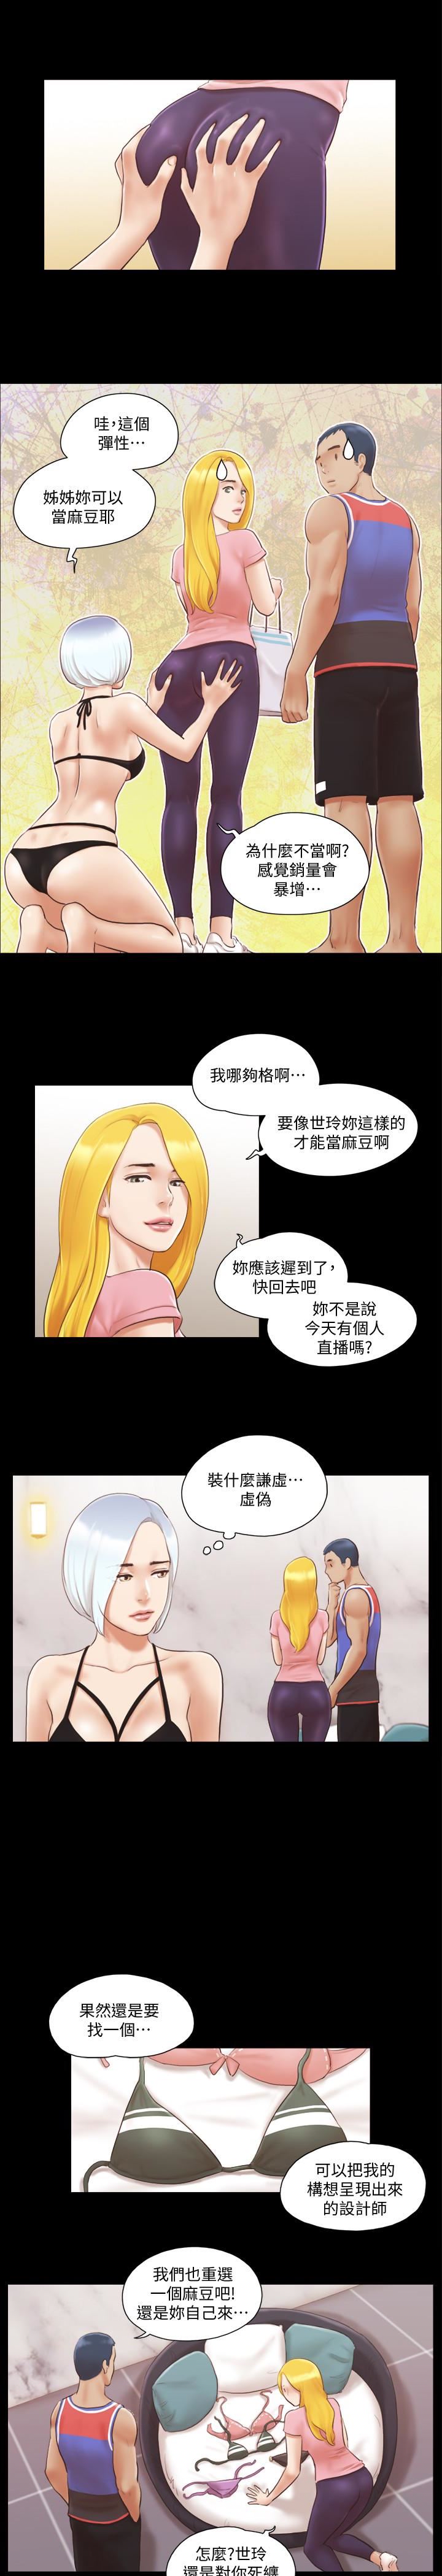 哇，這個
彈性…
姊姊妳可以
當麻豆耶
為什麼不當啊?
感覺銷量會
暴增…
我哪夠格啊…
要像世玲妳這樣的
才能當麻豆啊
妳應該遲到了，
快回去吧
妳不是說
今天有個人
直播嗎?
裝什麼謙虛…
虛偽
果然還是要
找一個…
可以把我的
構想呈現出來
的設計師
我們也重選
一個麻豆吧!
還是妳自己來…
怎麼?世玲
還是對你死纏